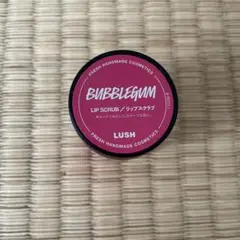 FRESH HANDMADE COSMETICS
BUBBLEGUM
LIP SCRUB／リップスクラブ
LUSH
FRESH HANDMADE COSMETICS